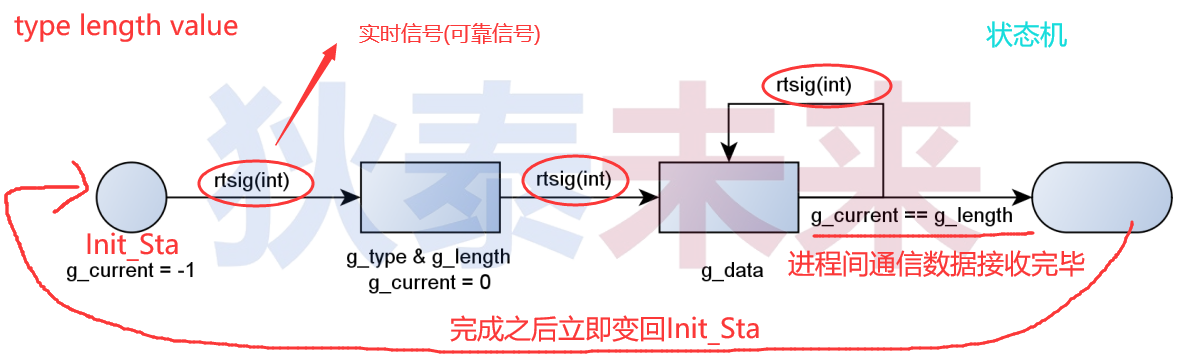 type length value
实时信号(可靠信号)
状态机
狄泰未来
rtsig(int)
rtsig(int)
rtsig(int)
g_current == g_length
Init_Sta
g_current = -1
g_type & g_length
g_current = 0
g_data
进程间通信数据接收完毕
完成之后立即变回Init_Sta